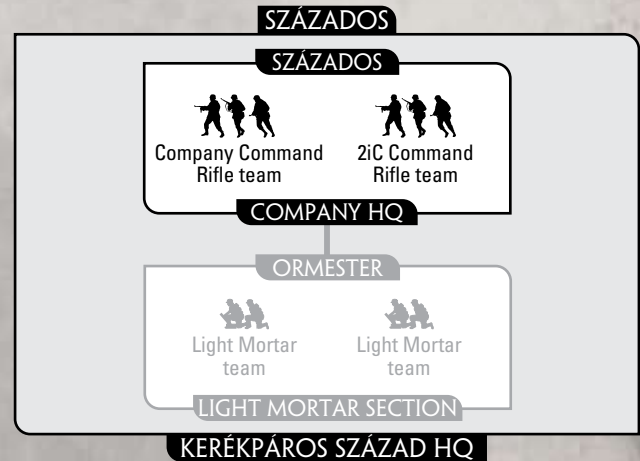 SZÁZADOS
SZÁZADOS
Company Command
Rifle team
2iC Command
Rifle team
COMPANY HQ
ORMESTER
Light Mortar
team
Light Mortar
team
LIGHT MORTAR SECTION
KERÉKPÁROS SZÁZAD HQ